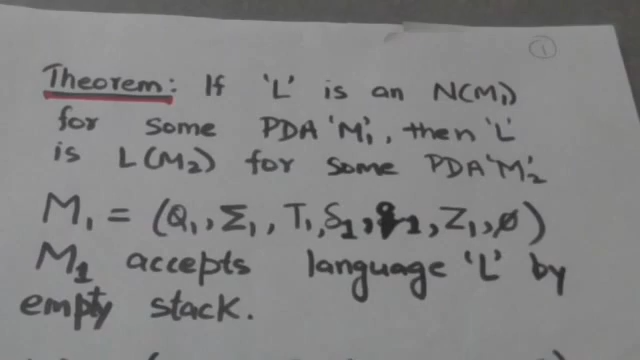 1
Theorem: If 'L' is an N(M₁)
for some PDA 'M₁', then 'L'
is L(M₂) for some PDA 'M₂'
M₁ = (Q₁, Σ₁, T₁, δ₁, q₁, Z₁, ∅)
M₁ accepts language 'L' by
empty stack.